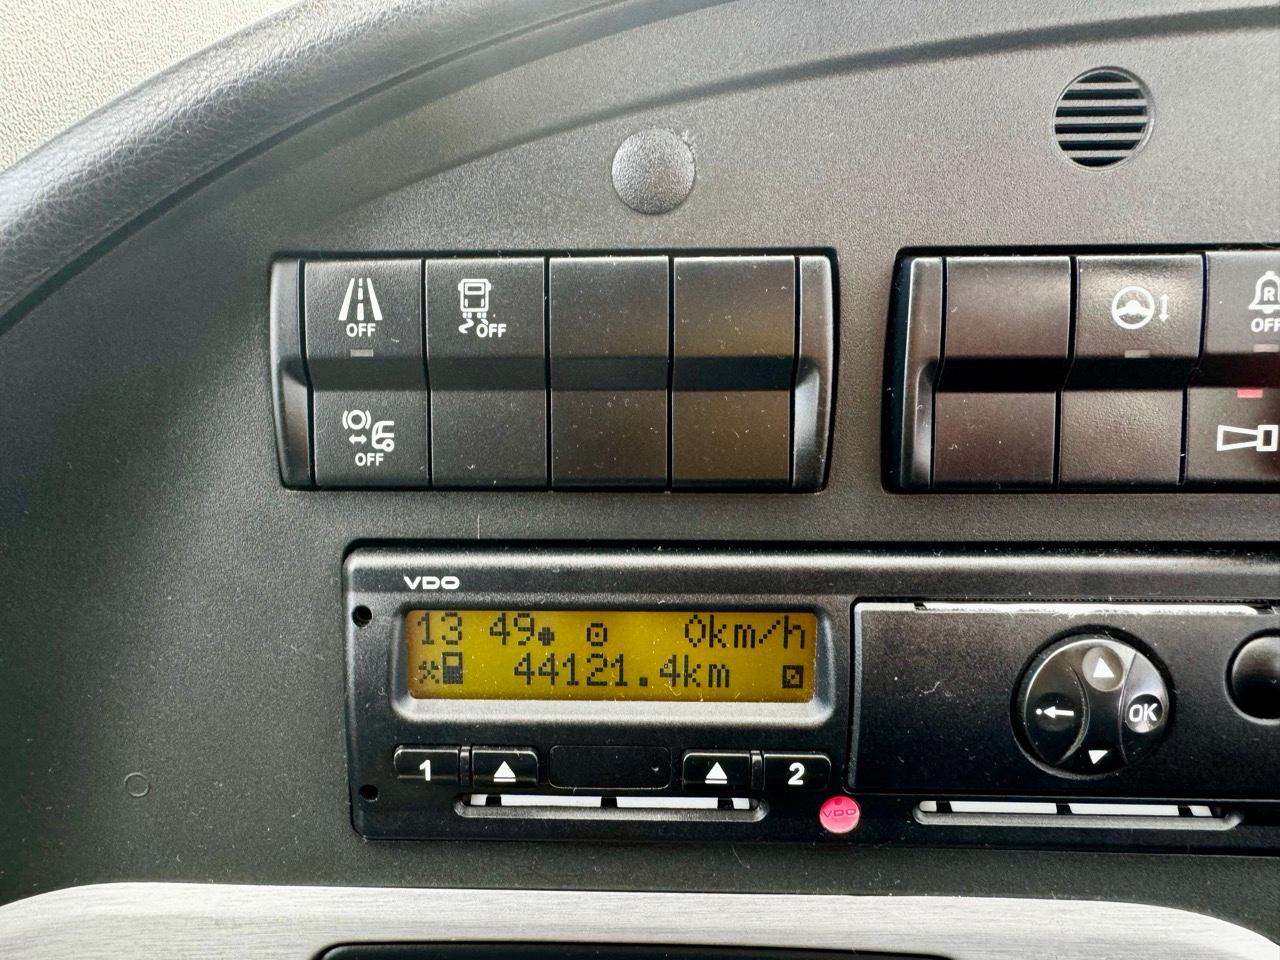 OFF
OFF
OFF
R
OFF
VDO
13 49 0km/h
44121.4km
1
2
OK
VDO